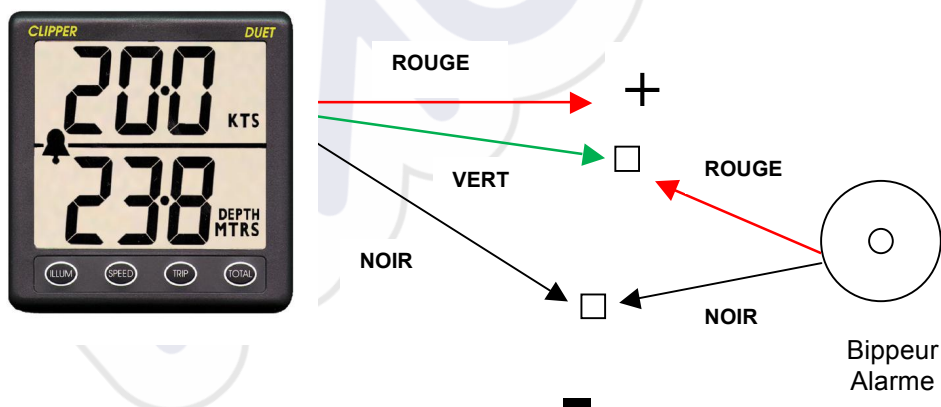 CLIPPER DUET
20.0 KTS
23.8 DEPTH
MTRS
ILLUM SPEED TRIP TOTAL
ROUGE
+
VERT
ROUGE
NOIR
NOIR
Bippeur
Alarme